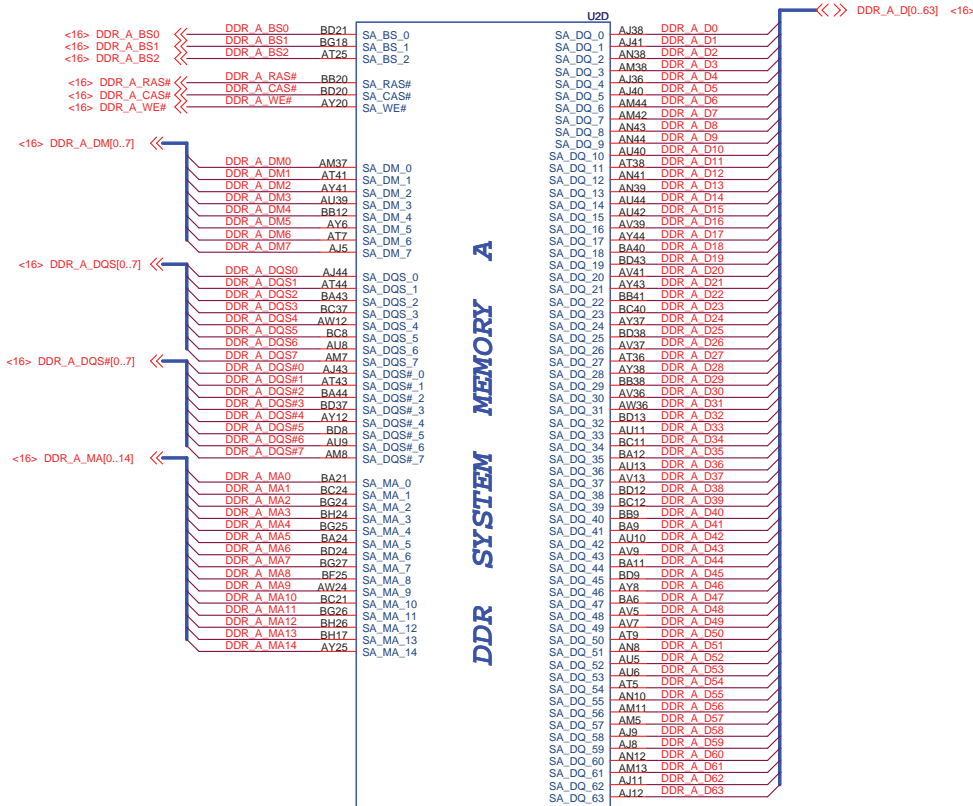 U2D
DDR_A_D[0..63] <16>
<16> DDR_A_BS0 DDR_A_BS0 BD21 SA_BS_0
<16> DDR_A_BS1 DDR_A_BS1 BG18 SA_BS_1
<16> DDR_A_BS2 DDR_A_BS2 AT25 SA_BS_2
<16> DDR_A_RAS# DDR_A_RAS# BB20 SA_RAS#
<16> DDR_A_CAS# DDR_A_CAS# BD20 SA_CAS#
<16> DDR_A_WE# DDR_A_WE# AY20 SA_WE#
<16> DDR_A_DM[0..7]
DDR_A_DM0 AM37 SA_DM_0
DDR_A_DM1 AT41 SA_DM_1
DDR_A_DM2 AY41 SA_DM_2
DDR_A_DM3 AU39 SA_DM_3
DDR_A_DM4 BB12 SA_DM_4
DDR_A_DM5 AY6 SA_DM_5
DDR_A_DM6 AT7 SA_DM_6
DDR_A_DM7 AJ5 SA_DM_7
<16> DDR_A_DQS[0..7]
DDR_A_DQS0 AJ44 SA_DQS_0
DDR_A_DQS1 AT44 SA_DQS_1
DDR_A_DQS2 BA43 SA_DQS_2
DDR_A_DQS3 BC37 SA_DQS_3
DDR_A_DQS4 AW12 SA_DQS_4
DDR_A_DQS5 BC8 SA_DQS_5
DDR_A_DQS6 AU8 SA_DQS_6
DDR_A_DQS7 AM7 SA_DQS_7
<16> DDR_A_DQS#[0..7]
DDR_A_DQS#0 AJ43 SA_DQS#_0
DDR_A_DQS#1 AT43 SA_DQS#_1
DDR_A_DQS#2 BA44 SA_DQS#_2
DDR_A_DQS#3 BD37 SA_DQS#_3
DDR_A_DQS#4 AY12 SA_DQS#_4
DDR_A_DQS#5 BD8 SA_DQS#_5
DDR_A_DQS#6 AU9 SA_DQS#_6
DDR_A_DQS#7 AM8 SA_DQS#_7
<16> DDR_A_MA[0..14]
DDR_A_MA0 BA21 SA_MA_0
DDR_A_MA1 BC24 SA_MA_1
DDR_A_MA2 BG24 SA_MA_2
DDR_A_MA3 BH24 SA_MA_3
DDR_A_MA4 BG25 SA_MA_4
DDR_A_MA5 BA24 SA_MA_5
DDR_A_MA6 BD24 SA_MA_6
DDR_A_MA7 BG27 SA_MA_7
DDR_A_MA8 BF25 SA_MA_8
DDR_A_MA9 AW24 SA_MA_9
DDR_A_MA10 BC21 SA_MA_10
DDR_A_MA11 BG26 SA_MA_11
DDR_A_MA12 BH26 SA_MA_12
DDR_A_MA13 BH17 SA_MA_13
DDR_A_MA14 AY25 SA_MA_14
DDR SYSTEM MEMORY A
SA_DQ_0 AJ38 DDR_A_D0
SA_DQ_1 AJ41 DDR_A_D1
SA_DQ_2 AN38 DDR_A_D2
SA_DQ_3 AM38 DDR_A_D3
SA_DQ_4 AJ36 DDR_A_D4
SA_DQ_5 AJ40 DDR_A_D5
SA_DQ_6 AM44 DDR_A_D6
SA_DQ_7 AM42 DDR_A_D7
SA_DQ_8 AN43 DDR_A_D8
SA_DQ_9 AN44 DDR_A_D9
SA_DQ_10 AU40 DDR_A_D10
SA_DQ_11 AT38 DDR_A_D11
SA_DQ_12 AN41 DDR_A_D12
SA_DQ_13 AN39 DDR_A_D13
SA_DQ_14 AU44 DDR_A_D14
SA_DQ_15 AU42 DDR_A_D15
SA_DQ_16 AV39 DDR_A_D16
SA_DQ_17 AY44 DDR_A_D17
SA_DQ_18 BA40 DDR_A_D18
SA_DQ_19 BD43 DDR_A_D19
SA_DQ_20 AV41 DDR_A_D20
SA_DQ_21 AY43 DDR_A_D21
SA_DQ_22 BB41 DDR_A_D22
SA_DQ_23 BC40 DDR_A_D23
SA_DQ_24 AY37 DDR_A_D24
SA_DQ_25 BD38 DDR_A_D25
SA_DQ_26 AV37 DDR_A_D26
SA_DQ_27 AT36 DDR_A_D27
SA_DQ_28 AY38 DDR_A_D28
SA_DQ_29 BB38 DDR_A_D29
SA_DQ_30 AV36 DDR_A_D30
SA_DQ_31 AW36 DDR_A_D31
SA_DQ_32 BD13 DDR_A_D32
SA_DQ_33 AU11 DDR_A_D33
SA_DQ_34 BC11 DDR_A_D34
SA_DQ_35 BA12 DDR_A_D35
SA_DQ_36 AU13 DDR_A_D36
SA_DQ_37 AV13 DDR_A_D37
SA_DQ_38 BD12 DDR_A_D38
SA_DQ_39 BC12 DDR_A_D39
SA_DQ_40 BB9 DDR_A_D40
SA_DQ_41 BA9 DDR_A_D41
SA_DQ_42 AU10 DDR_A_D42
SA_DQ_43 AV9 DDR_A_D43
SA_DQ_44 BA11 DDR_A_D44
SA_DQ_45 BD9 DDR_A_D45
SA_DQ_46 AY8 DDR_A_D46
SA_DQ_47 BA6 DDR_A_D47
SA_DQ_48 AV5 DDR_A_D48
SA_DQ_49 AV7 DDR_A_D49
SA_DQ_50 AT9 DDR_A_D50
SA_DQ_51 AN8 DDR_A_D51
SA_DQ_52 AU5 DDR_A_D52
SA_DQ_53 AU6 DDR_A_D53
SA_DQ_54 AT5 DDR_A_D54
SA_DQ_55 AN10 DDR_A_D55
SA_DQ_56 AM11 DDR_A_D56
SA_DQ_57 AM5 DDR_A_D57
SA_DQ_58 AJ9 DDR_A_D58
SA_DQ_59 AJ8 DDR_A_D59
SA_DQ_60 AN12 DDR_A_D60
SA_DQ_61 AM13 DDR_A_D61
SA_DQ_62 AJ11 DDR_A_D62
SA_DQ_63 AJ12 DDR_A_D63